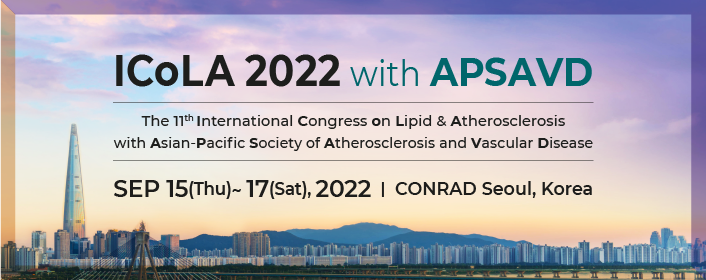 ICoLA 2022 with APSAVD
The 11th International Congress on Lipid & Atherosclerosis
with Asian-Pacific Society of Atherosclerosis and Vascular Disease
SEP 15(Thu)~ 17(Sat), 2022 | CONRAD Seoul, Korea